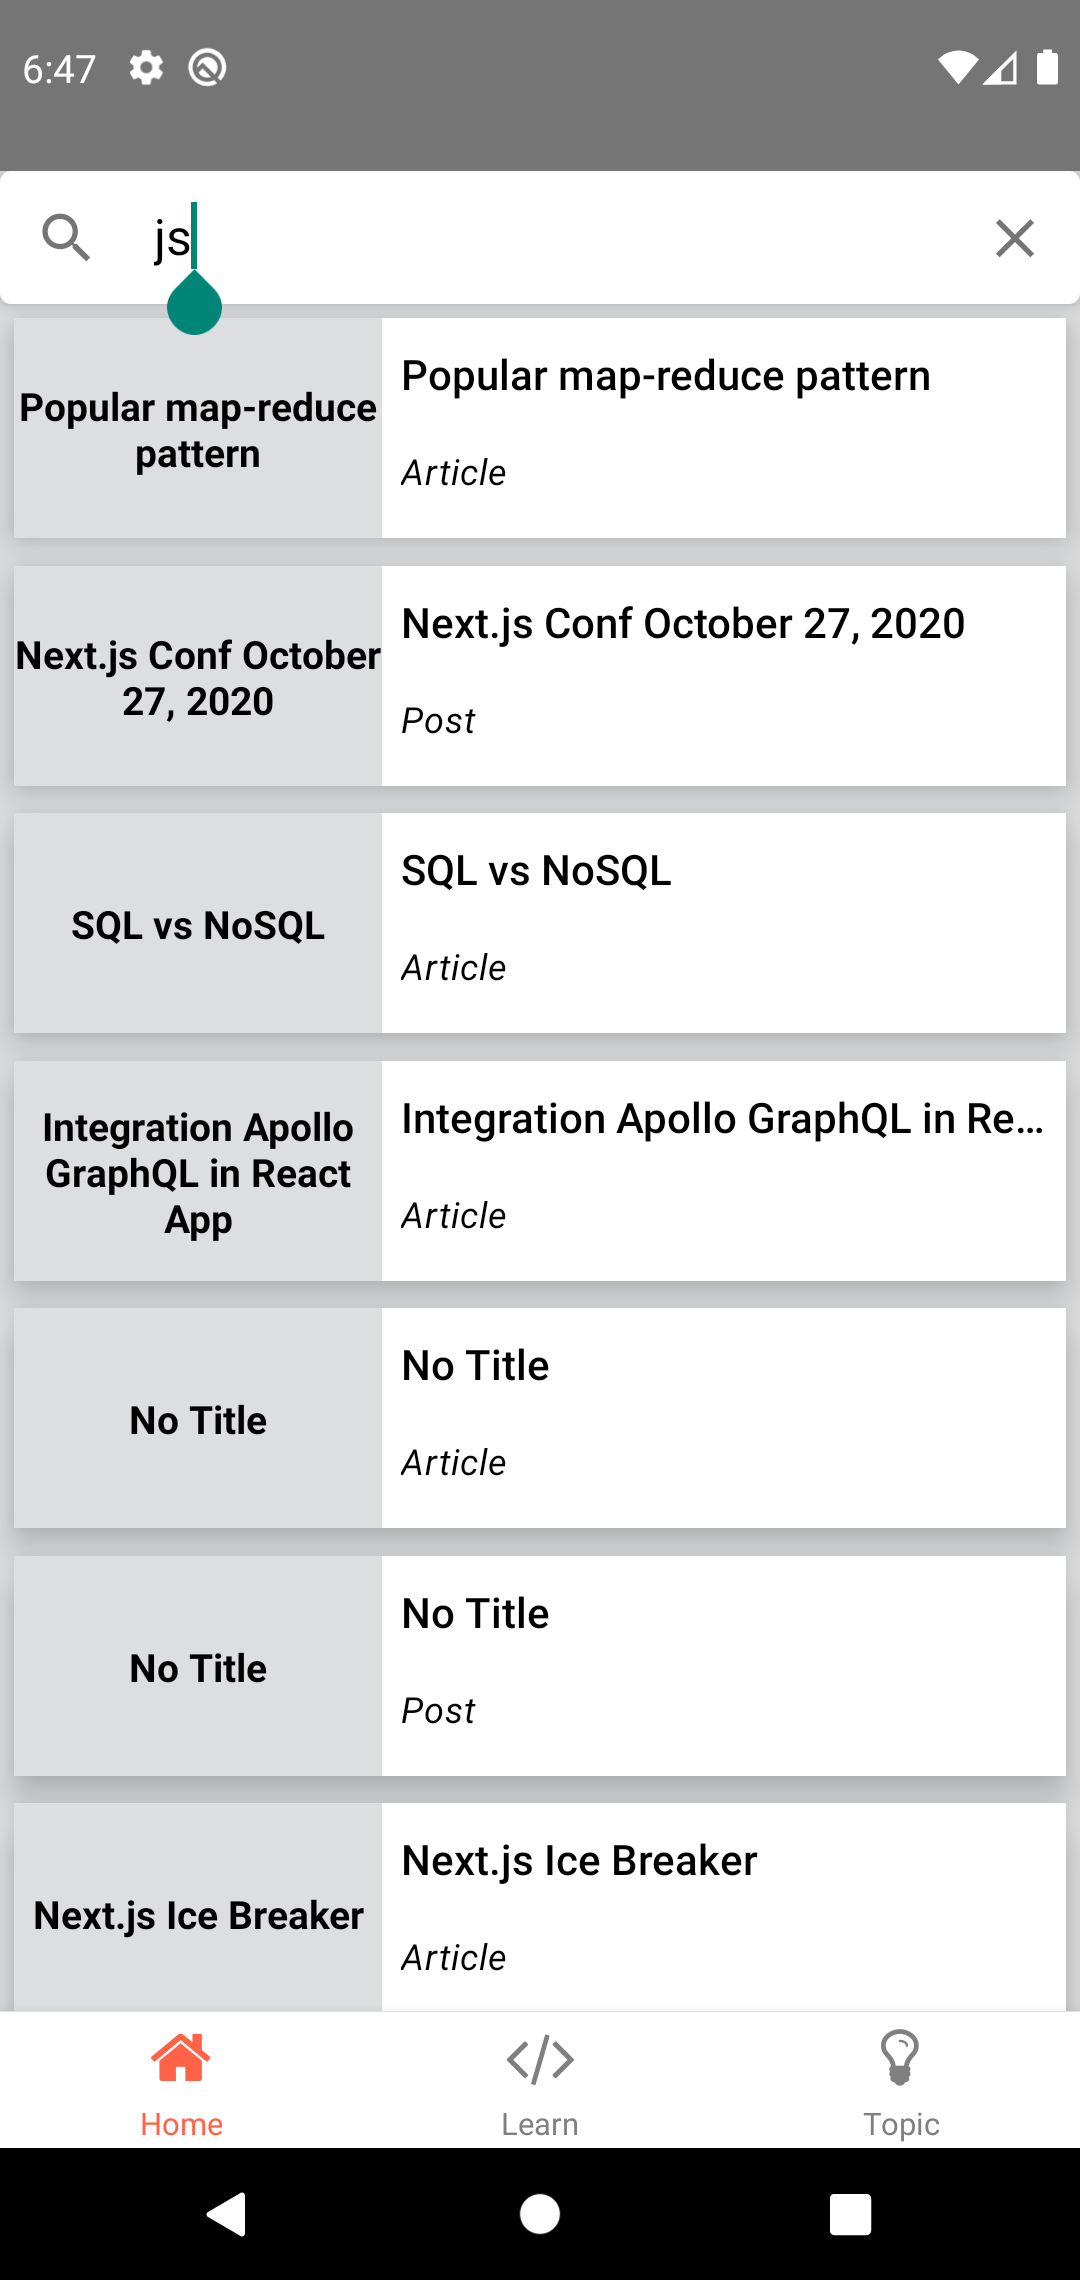 6:47
js
Popular map-reduce
pattern
Popular map-reduce pattern
Article
Next.js Conf October
27, 2020
Next.js Conf October 27, 2020
Post
SQL vs NoSQL
SQL vs NoSQL
Article
Integration Apollo
GraphQL in React
App
Integration Apollo GraphQL in Re...
Article
No Title
No Title
Article
No Title
No Title
Post
Next.js Ice Breaker
Next.js Ice Breaker
Article
Home
Learn
Topic